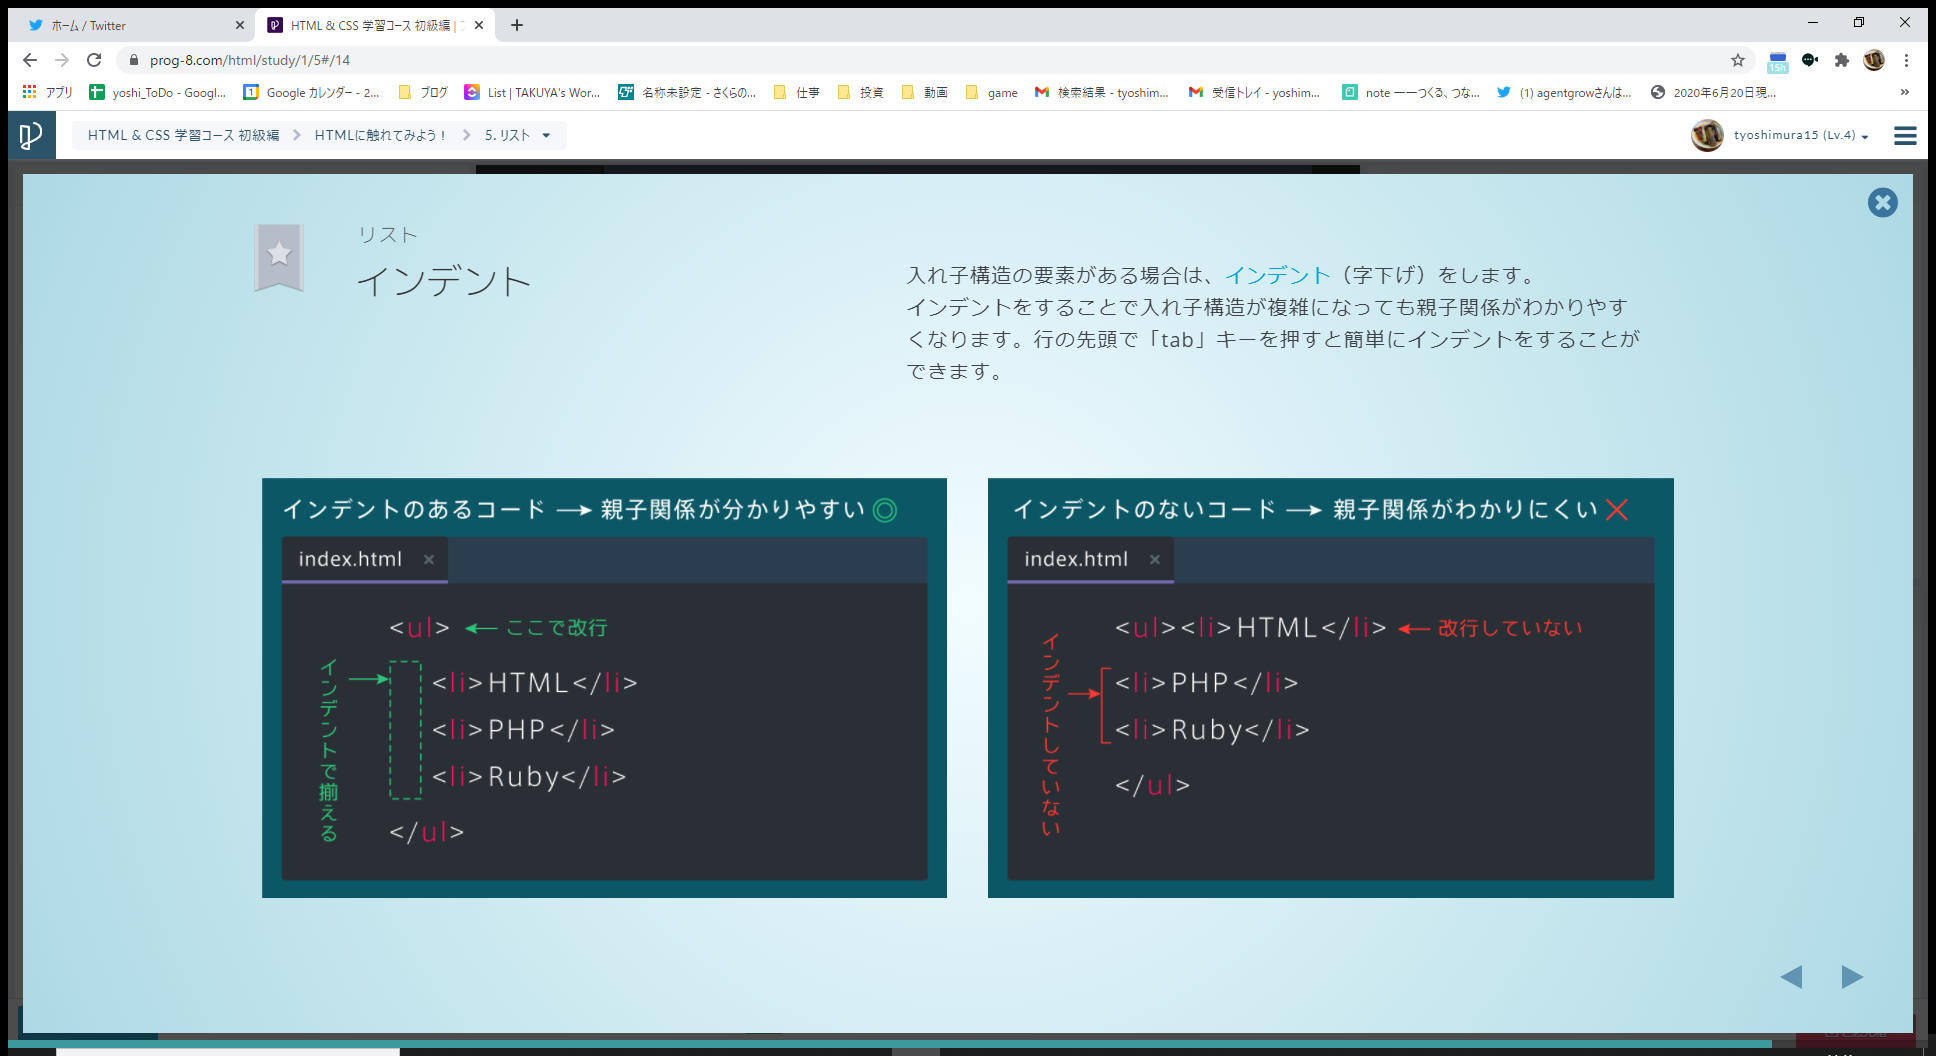 ホーム / Twitter
HTML & CSS 学習コース 初級編 |
prog-8.com/html/study/1/5#/14
15h
アプリ
yoshi_ToDo - Googl...
Google カレンダー - 2...
ブログ
List | TAKUYA's Wor...
名称未設定 - さくらの...
仕事
投資
動画
game
検索結果 - tyoshim...
受信トレイ - yoshim...
note ――つくる、つな...
(1) agentgrowさんは...
2020年6月20日現...
»
HTML & CSS 学習コース 初級編
HTMLに触れてみよう！
5. リスト
tyoshimura15 (Lv.4)
リスト
インデント
入れ子構造の要素がある場合は、インデント（字下げ）をします。
インデントをすることで入れ子構造が複雑になっても親子関係がわかりやす
くなります。行の先頭で「tab」キーを押すと簡単にインデントをすることが
できます。
インデントのあるコード → 親子関係が分かりやすい ◎
index.html ×
<ul> ← ここで改行
インデントで揃える
<li>HTML</li>
<li>PHP</li>
<li>Ruby</li>
</ul>
インデントのないコード → 親子関係がわかりにくい ×
index.html ×
<ul><li>HTML</li> ← 改行していない
インデントしていない
<li>PHP</li>
<li>Ruby</li>
</ul>